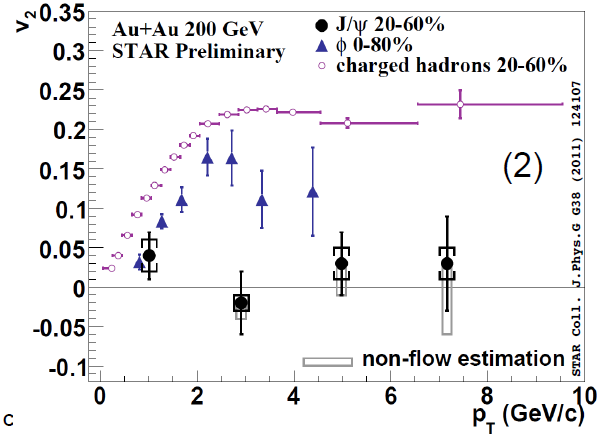 v2
0.35
0.3
0.25
0.2
0.15
0.1
0.05
0
-0.05
-0.1
Au+Au 200 GeV
STAR Preliminary
J/ψ 20-60%
ϕ 0-80%
charged hadrons 20-60%
(2)
non-flow estimation
STAR Coll. J.Phys.G G38 (2011) 124107
0 2 4 6 8 10
pT (GeV/c)
c